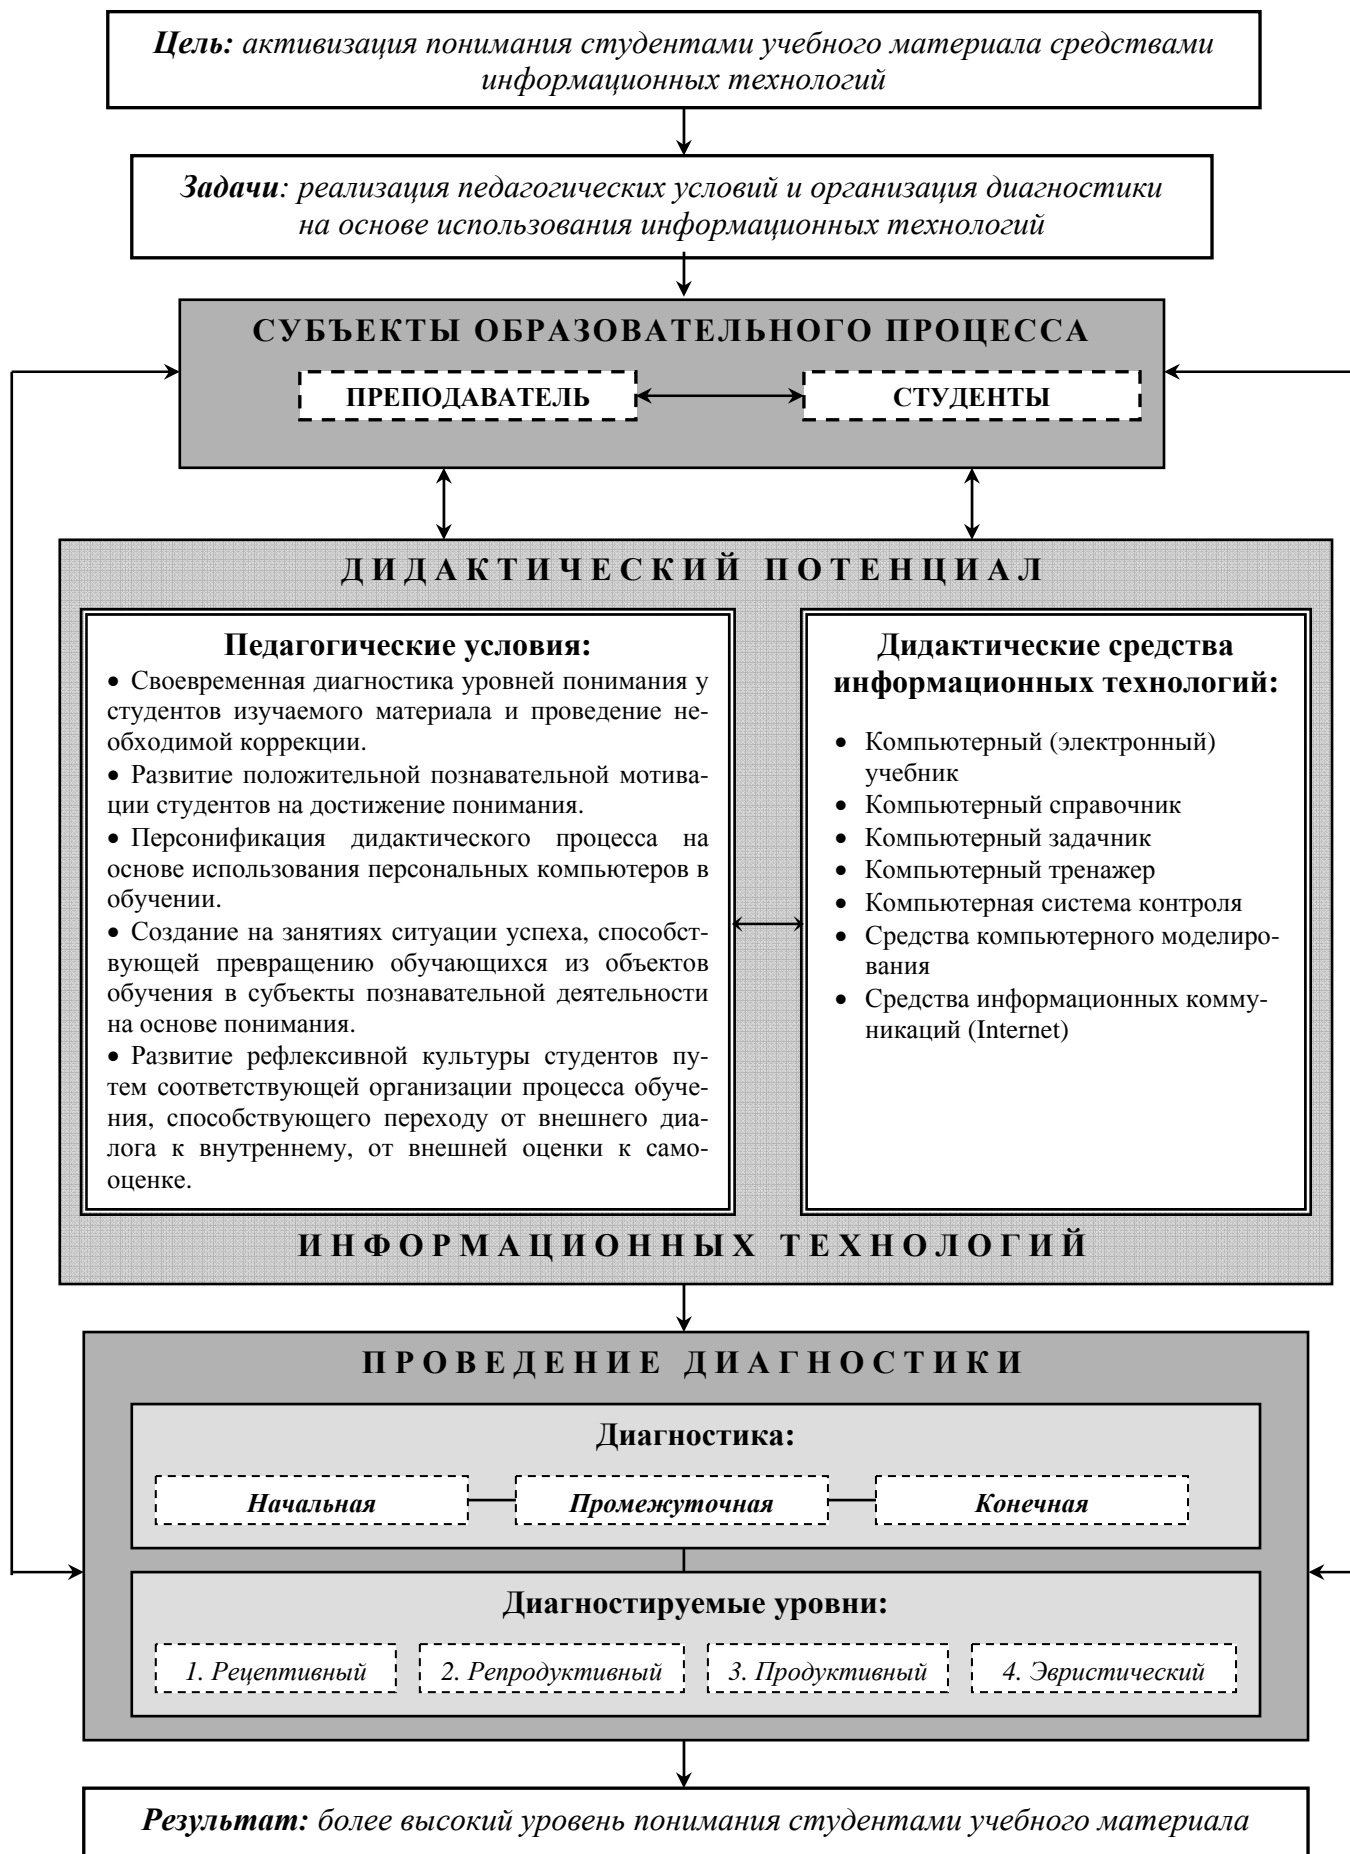 Цель: активизация понимания студентами учебного материала средствами
информационных технологий
Задачи: реализация педагогических условий и организация диагностики
на основе использования информационных технологий
СУБЪЕКТЫ ОБРАЗОВАТЕЛЬНОГО ПРОЦЕССА
ПРЕПОДАВАТЕЛЬ
СТУДЕНТЫ
ДИДАКТИЧЕСКИЙ ПОТЕНЦИАЛ
Педагогические условия:
• Своевременная диагностика уровней понимания у
студентов изучаемого материала и проведение не-
обходимой коррекции.
• Развитие положительной познавательной мотива-
ции студентов на достижение понимания.
• Персонификация дидактического процесса на
основе использования персональных компьютеров в
обучении.
• Создание на занятиях ситуации успеха, способст-
вующей превращению обучающихся из объектов
обучения в субъекты познавательной деятельности
на основе понимания.
• Развитие рефлексивной культуры студентов пу-
тем соответствующей организации процесса обуче-
ния, способствующего переходу от внешнего диа-
лога к внутреннему, от внешней оценки к само-
оценке.
Дидактические средства
информационных технологий:
• Компьютерный (электронный)
учебник
• Компьютерный справочник
• Компьютерный задачник
• Компьютерный тренажер
• Компьютерная система контроля
• Средства компьютерного моделиро-
вания
• Средства информационных комму-
никаций (Internet)
ИНФОРМАЦИОННЫХ ТЕХНОЛОГИЙ
ПРОВЕДЕНИЕ ДИАГНОСТИКИ
Диагностика:
Начальная
Промежуточная
Конечная
Диагностируемые уровни:
1. Рецептивный
2. Репродуктивный
3. Продуктивный
4. Эвристический
Результат: более высокий уровень понимания студентами учебного материала